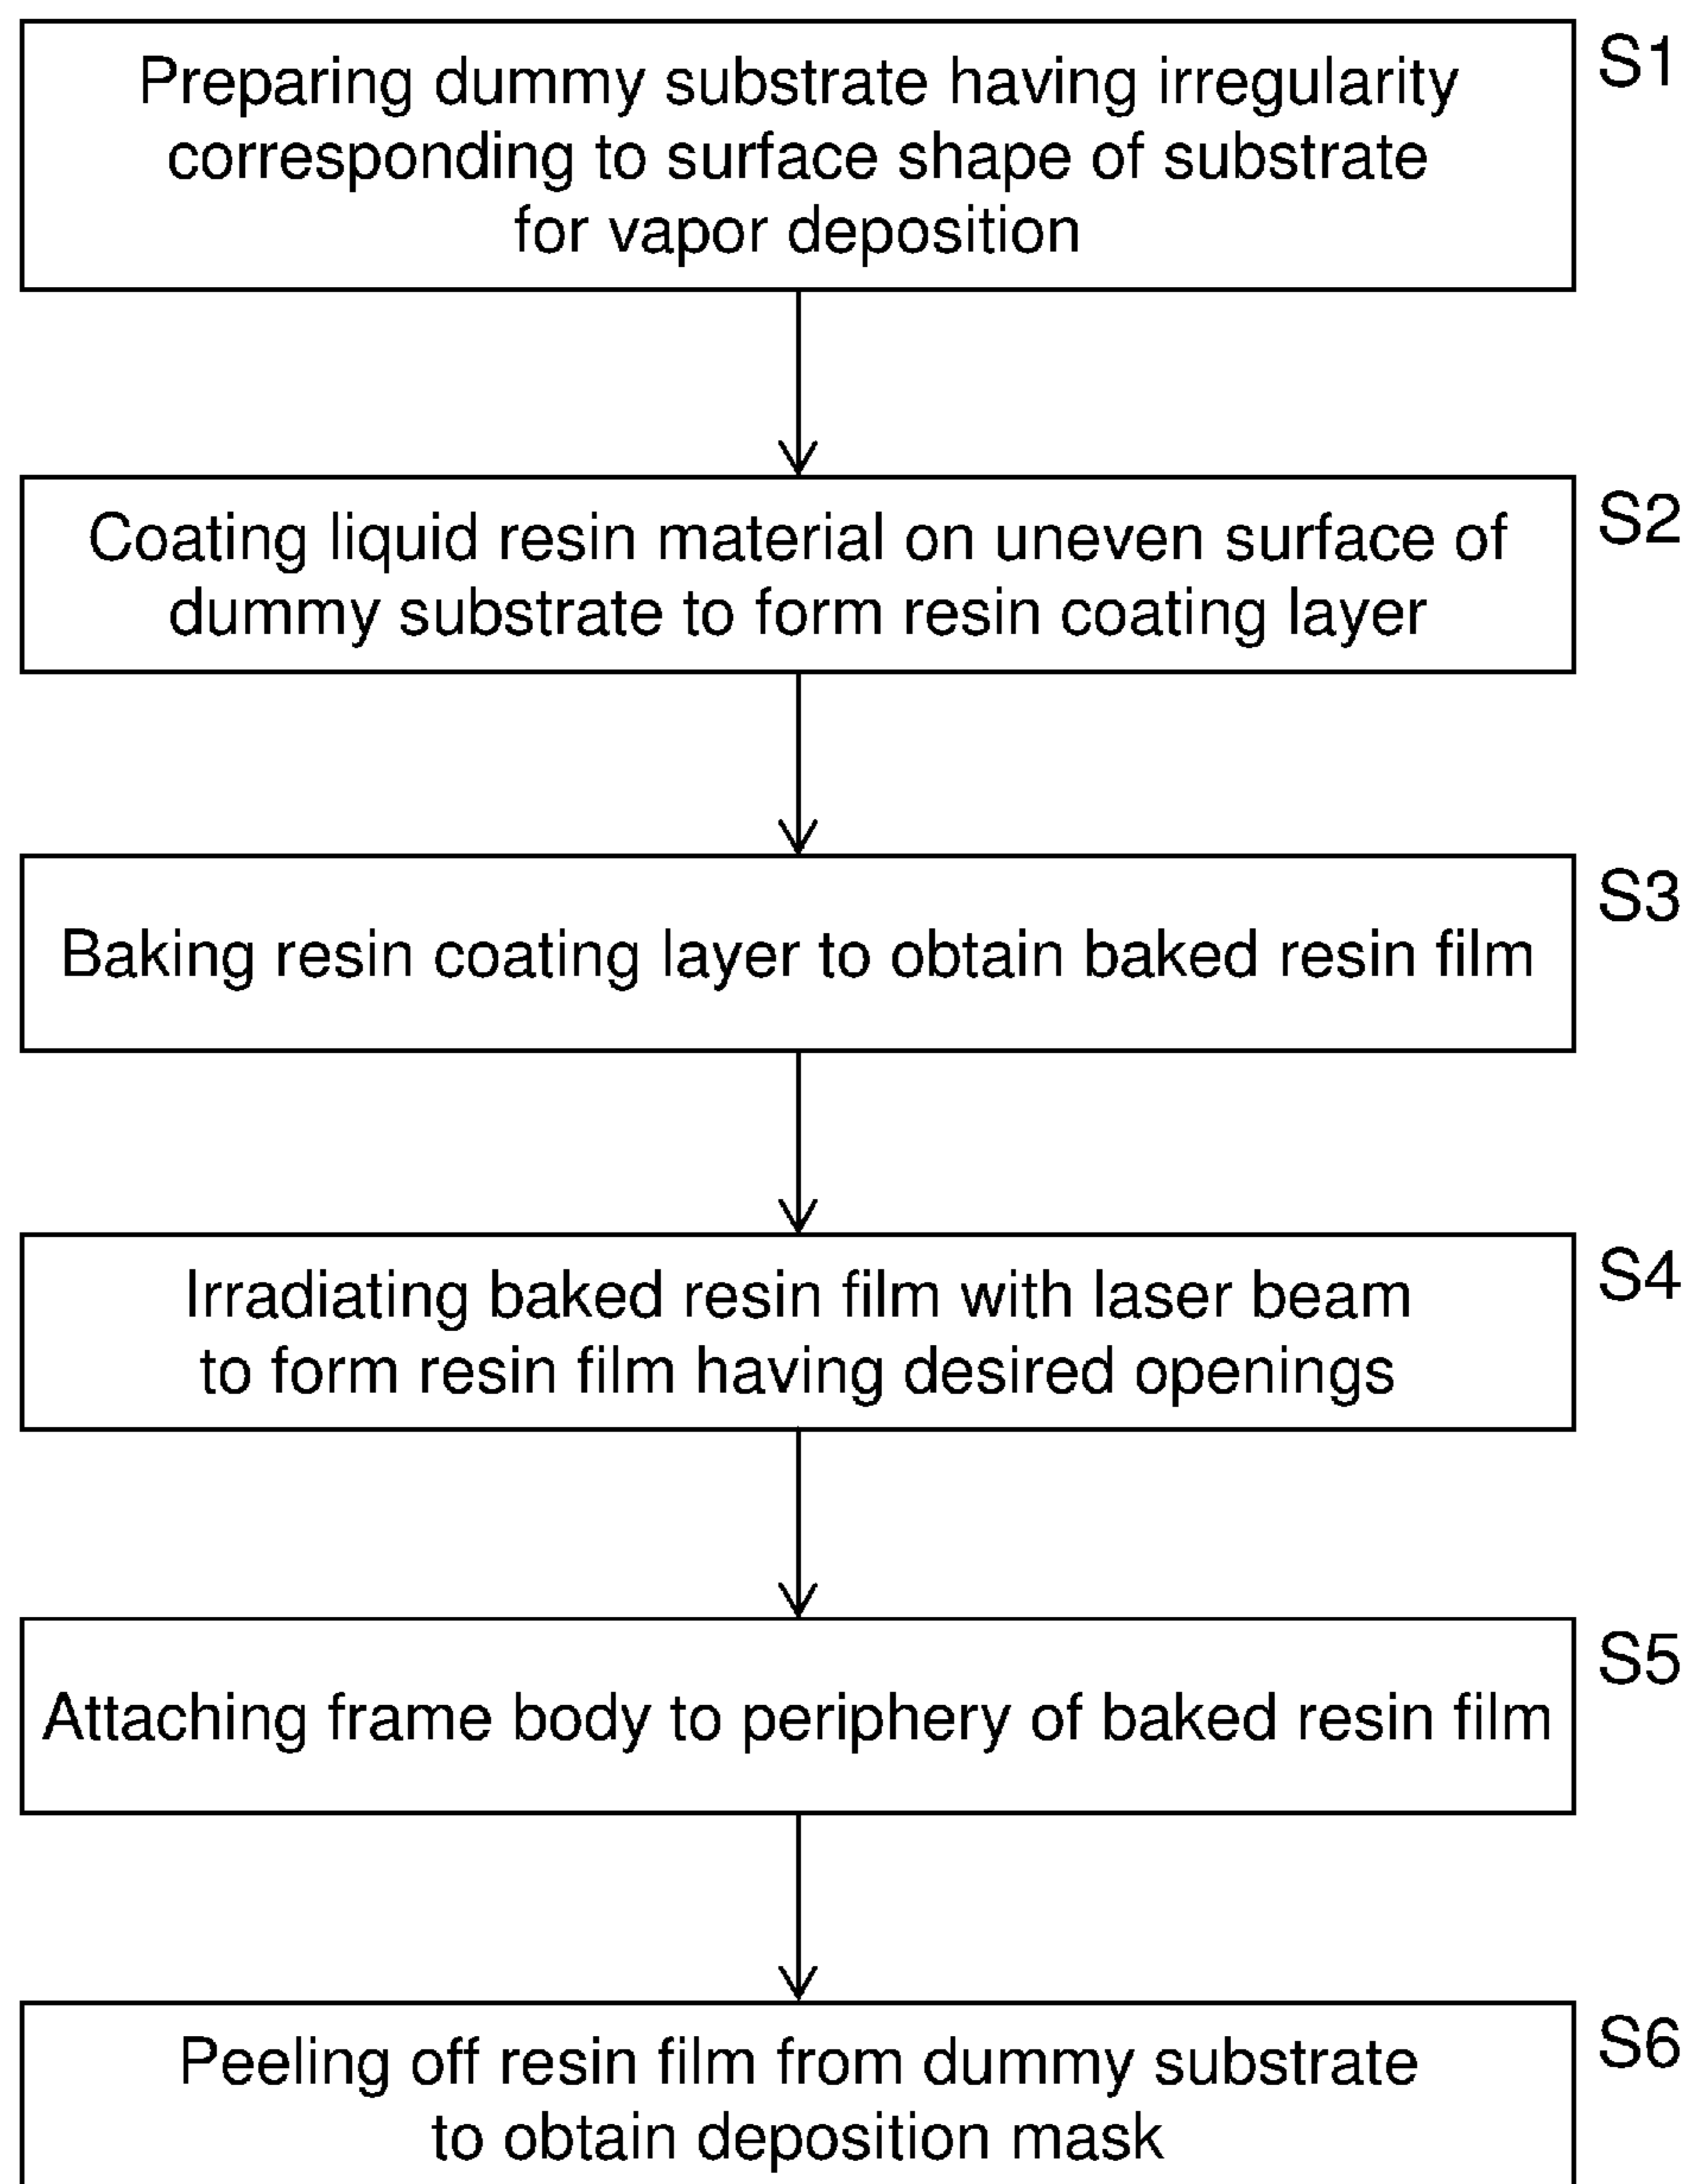 Preparing dummy substrate having irregularity
corresponding to surface shape of substrate
for vapor deposition
S1
Coating liquid resin material on uneven surface of
dummy substrate to form resin coating layer
S2
Baking resin coating layer to obtain baked resin film
S3
Irradiating baked resin film with laser beam
to form resin film having desired openings
S4
Attaching frame body to periphery of baked resin film
S5
Peeling off resin film from dummy substrate
to obtain deposition mask
S6